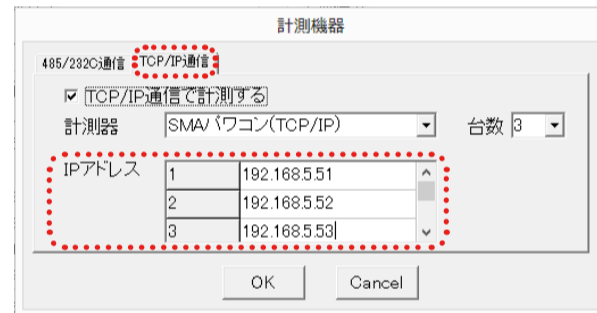 計測機器
485/232C通信 TCP/IP通信
TCP/IP通信で計測する
計測器 SMAパワコン(TCP/IP) 台数 3
IPアドレス 1 192.168.5.51
2 192.168.5.52
3 192.168.5.53
OK Cancel